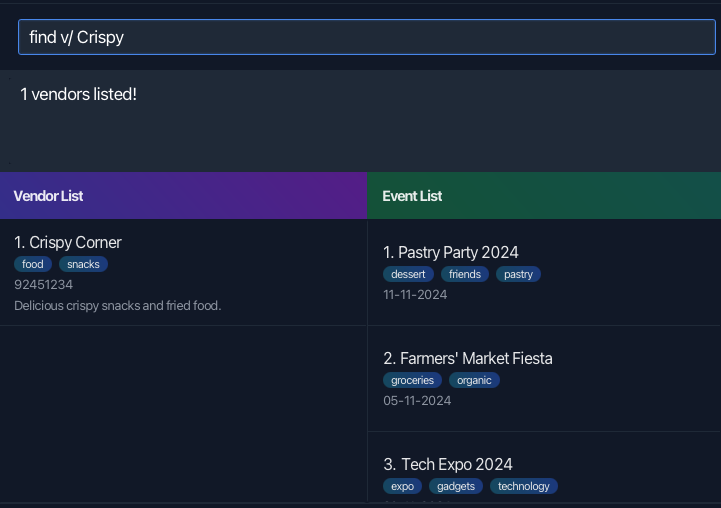 find v/ Crispy
1 vendors listed!
Vendor List
1. Crispy Corner
food snacks
92451234
Delicious crispy snacks and fried food.
Event List
1. Pastry Party 2024
dessert friends pastry
11-11-2024
2. Farmers' Market Fiesta
groceries organic
05-11-2024
3. Tech Expo 2024
expo gadgets technology